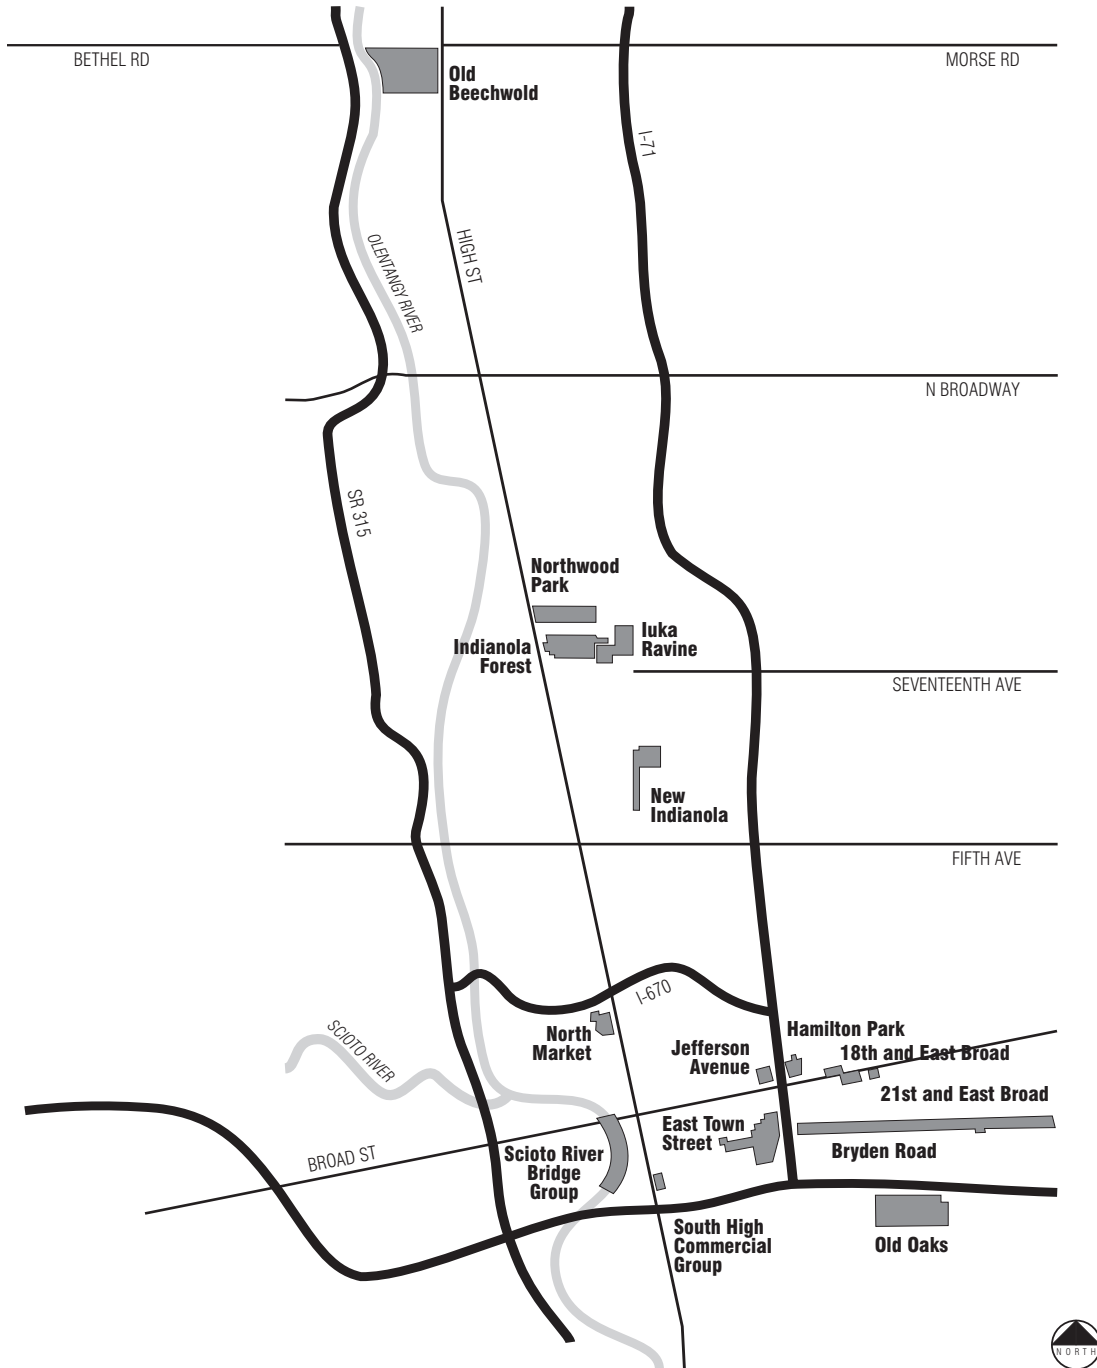 BETHEL RD
MORSE RD
Old
Beechwold
I-71
HIGH ST
OLENTANGY RIVER
N BROADWAY
SR 315
Northwood
Park
Iuka
Ravine
Indianola
Forest
SEVENTEENTH AVE
New
Indianola
FIFTH AVE
I-670
North
Market
SCIOTO RIVER
Hamilton Park
Jefferson
Avenue
18th and East Broad
21st and East Broad
East Town
Street
Bryden Road
BROAD ST
Scioto River
Bridge
Group
South High
Commercial
Group
Old Oaks
NORTH